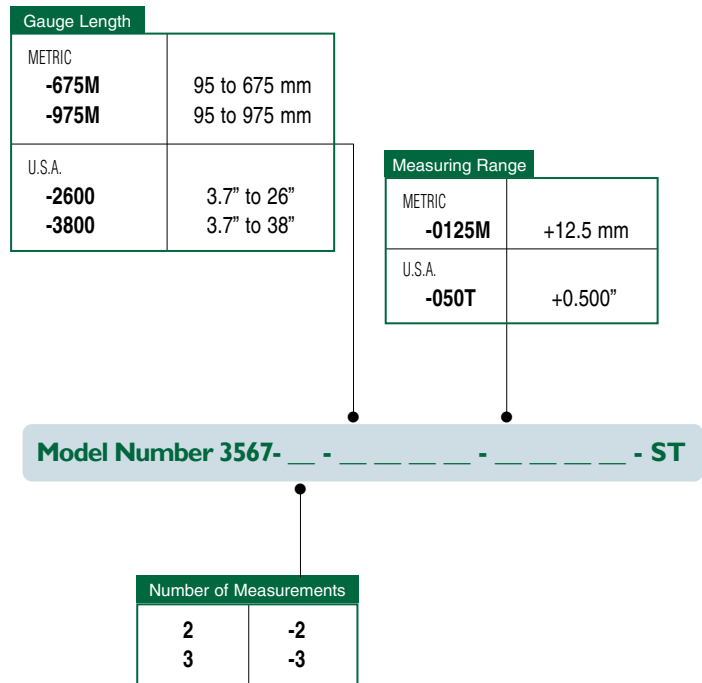 Gauge Length
METRIC
-675M 95 to 675 mm
-975M 95 to 975 mm
U.S.A.
-2600 3.7” to 26”
-3800 3.7” to 38”
Measuring Range
METRIC
-0125M +12.5 mm
U.S.A.
-050T +0.500”
Model Number 3567- __ - __ __ __ __ - __ __ __ __ - ST
Number of Measurements
2 -2
3 -3